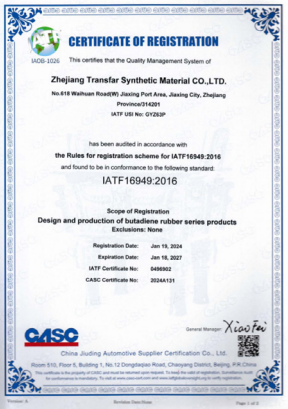 CERTIFICATE OF REGISTRATION
IAOB-1026
This certifies that the Quality Management System of
Zhejiang Transfar Synthetic Material CO.,LTD.
No.618 Waihuan Road(W) Jiaxing Port Area, Jiaxing City, Zhejiang
Province/314201
IATF USI No: GYZ63P
has been audited in accordance with
the Rules for registration scheme for IATF16949:2016
and found to be in conformance to the following standard:
IATF16949:2016
Scope of Registration
Design and production of butadiene rubber series products
Exclusions: None
Registration Date: Jan 19, 2024
Expiration Date: Jan 18, 2027
IATF Certificate No: 0496902
CASC Certificate No: 2024A131
General Manager: Xiao Fei
CASC
China Jiuding Automotive Supplier Certification Co., Ltd.
Room 510, Floor 5, Building 1, No.12 Dongdaqiao Road, Chaoyang District, Beijing, P.R.China
Page 1 of 2